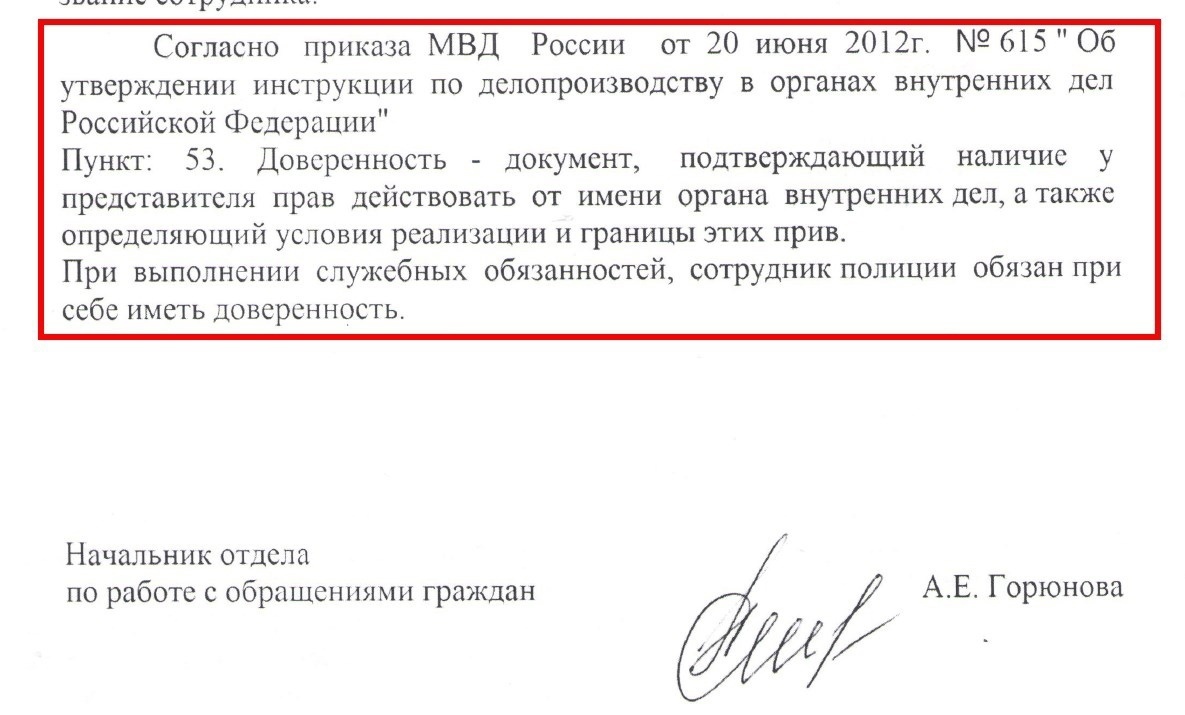 звание сотрудника.
Согласно приказа МВД России от 20 июня 2012г. № 615 " Об
утверждении инструкции по делопроизводству в органах внутренних дел
Российской Федерации"
Пункт: 53. Доверенность - документ, подтверждающий наличие у
представителя прав действовать от имени органа внутренних дел, а также
определяющий условия реализации и границы этих прив.
При выполнении служебных обязанностей, сотрудник полиции обязан при
себе иметь доверенность.
Начальник отдела
по работе с обращениями граждан
А.Е. Горюнова